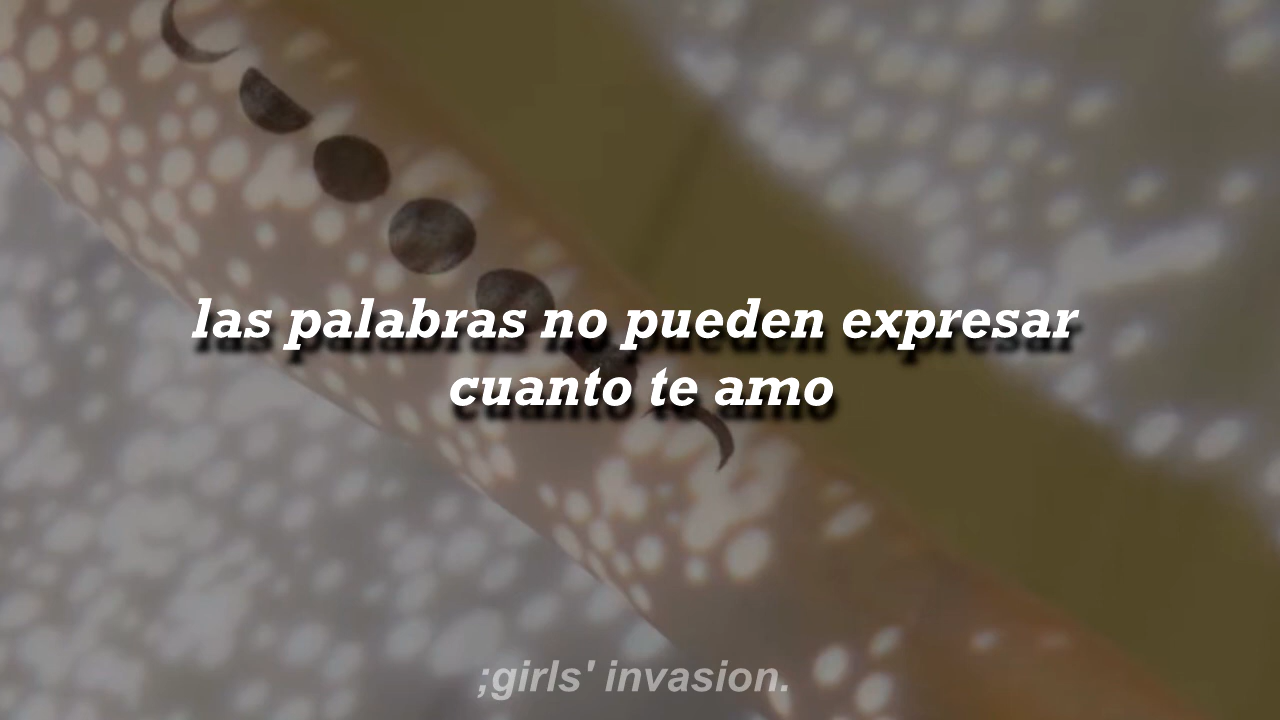 las palabras no pueden expresar
cuanto te amo
;girls' invasion.